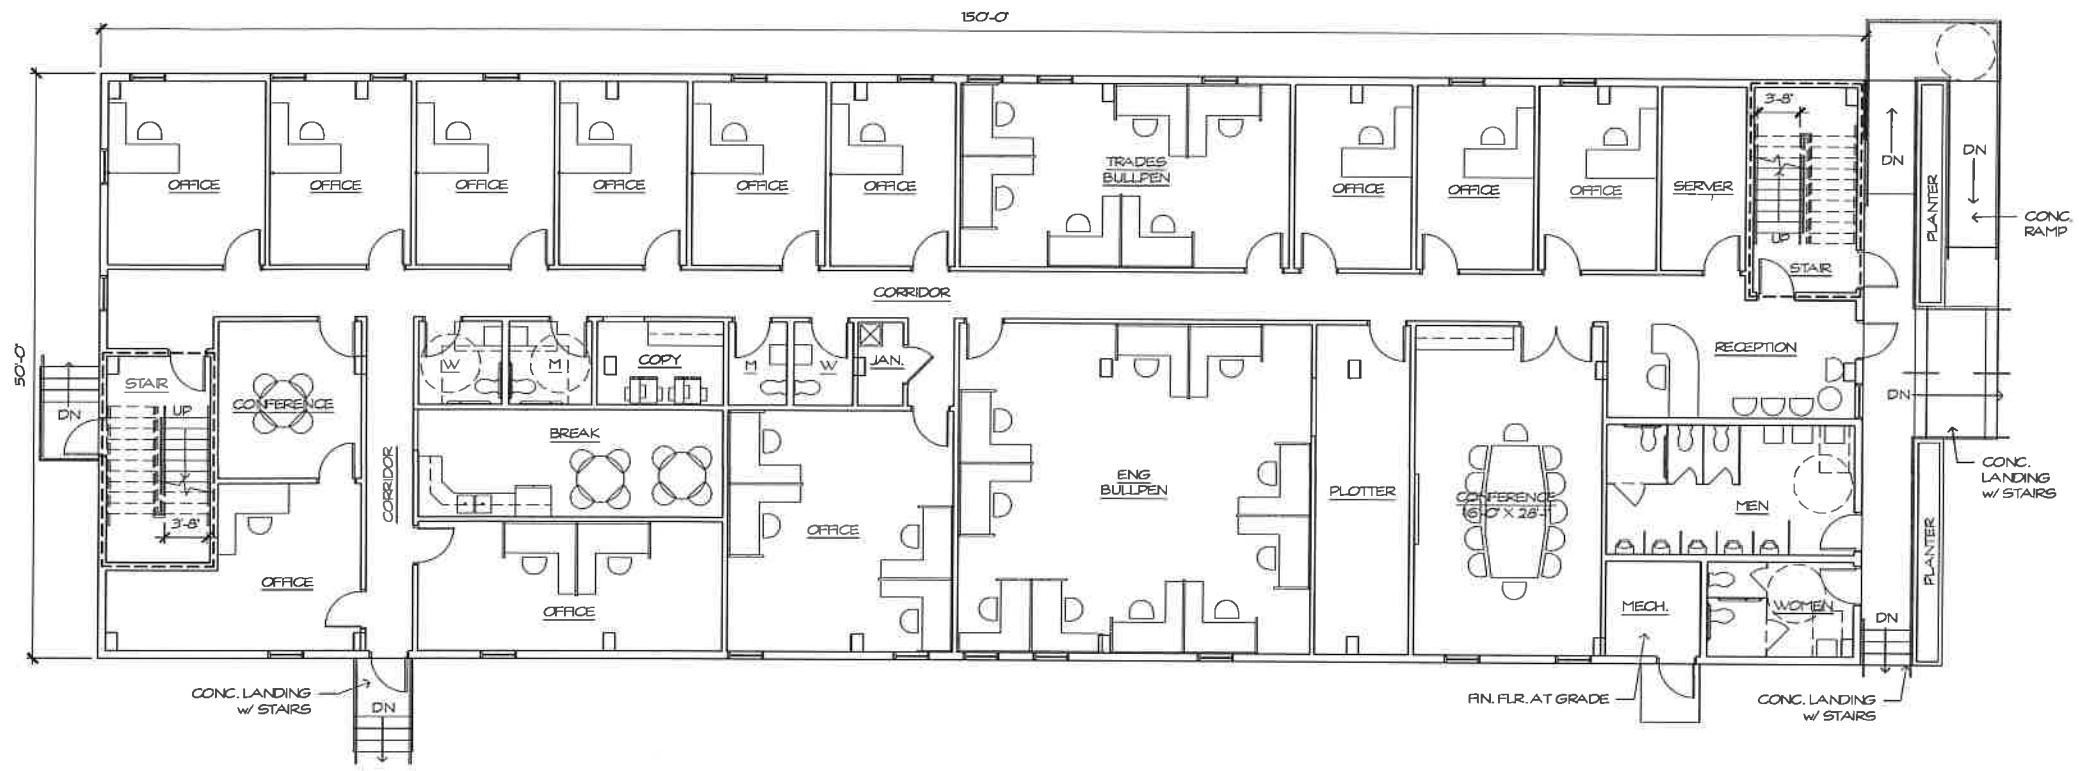 150'-0"
50'-0"
OFFICE
OFFICE
OFFICE
OFFICE
OFFICE
OFFICE
TRADES
BULLPEN
OFFICE
OFFICE
OFFICE
SERVER
3'-8"
UP
STAIR
DN
DN
PLANTER
CONC.
RAMP
CORRIDOR
STAIR
UP
DN
3'-8"
CONFERENCE
CORRIDOR
W
M
COPY
M
W
JAN.
RECEPTION
DN
BREAK
OFFICE
ENG
BULLPEN
PLOTTER
CONFERENCE
MEN
CONC.
LANDING
w/ STAIRS
PLANTER
OFFICE
OFFICE
MECH.
WOMEN
DN
CONC. LANDING
w/ STAIRS
DN
FIN. FLR. AT GRADE
CONC. LANDING
w/ STAIRS